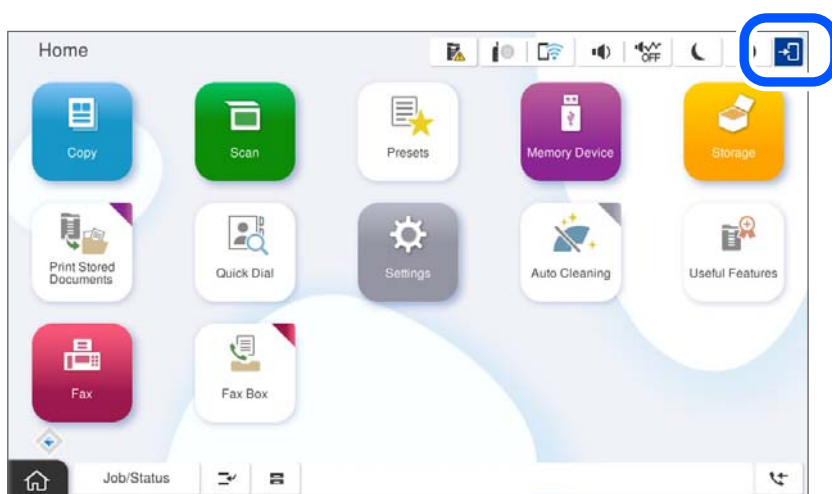 Home
OFF
Copy
Scan
Presets
Memory Device
Storage
Print Stored
Documents
Quick Dial
Settings
Auto Cleaning
Useful Features
Fax
Fax Box
Job/Status